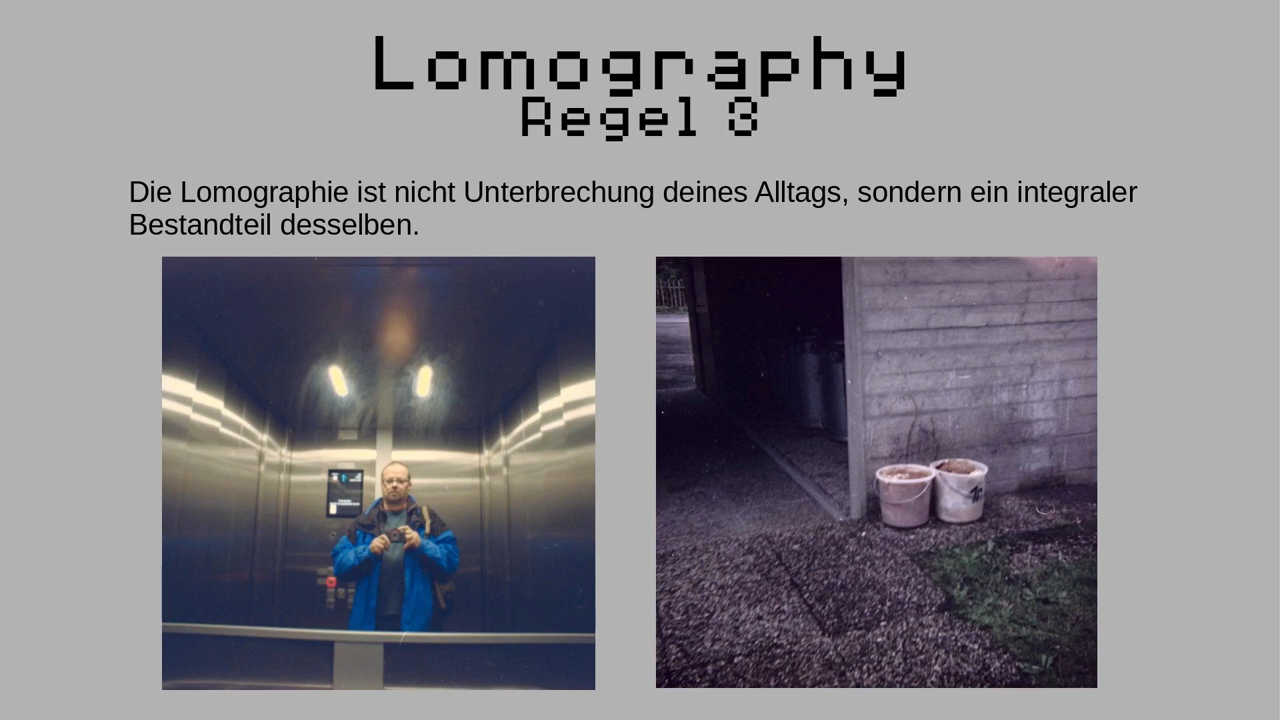 Lomography
Regel 3
Die Lomographie ist nicht Unterbrechung deines Alltags, sondern ein integraler
Bestandteil desselben.